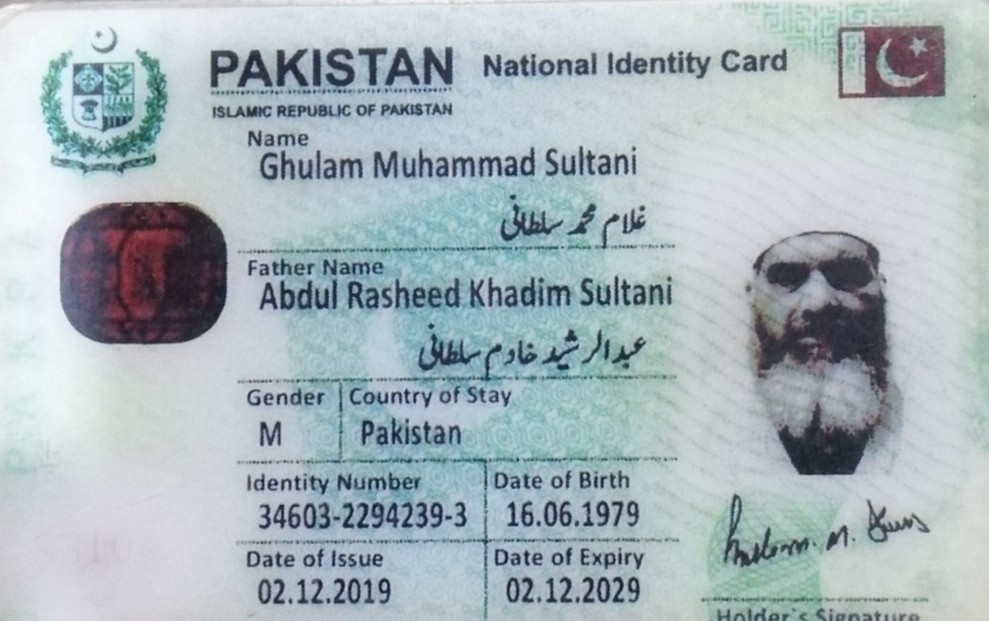 PAKISTAN National Identity Card
ISLAMIC REPUBLIC OF PAKISTAN
Name
Ghulam Muhammad Sultani
غلام محمد سلطانی
Father Name
Abdul Rasheed Khadim Sultani
عبدالرشید خادم سلطانی
Gender Country of Stay
M Pakistan
Identity Number Date of Birth
34603-2294239-3 16.06.1979
Date of Issue Date of Expiry
02.12.2019 02.12.2029
Holder's Signature